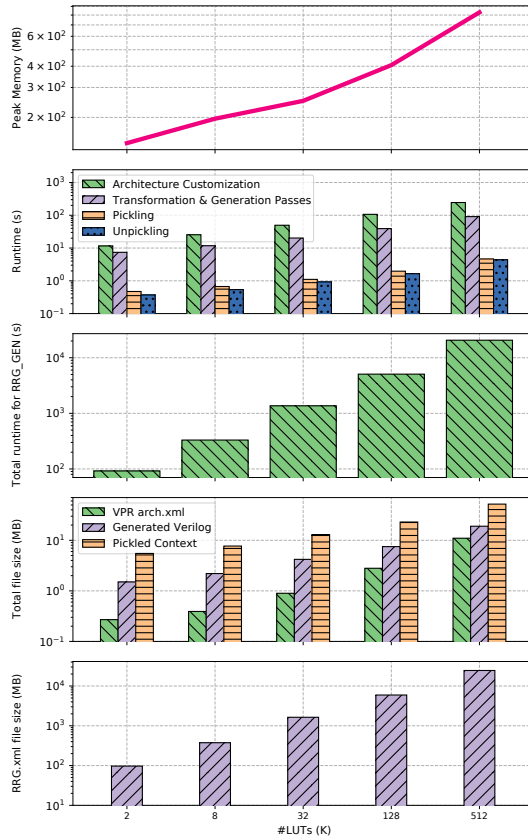 Peak Memory (MB)
6 × 10²
4 × 10²
3 × 10²
2 × 10²
Runtime (s)
10³
10²
10¹
10⁰
10⁻¹
Architecture Customization
Transformation & Generation Passes
Pickling
Unpickling
Total runtime for RRG_GEN (s)
10⁴
10³
10²
Total file size (MB)
10¹
10⁰
10⁻¹
VPR arch.xml
Generated Verilog
Pickled Context
RRG.xml file size (MB)
10⁴
10³
10²
10¹
2 8 32 128 512
#LUTs (K)